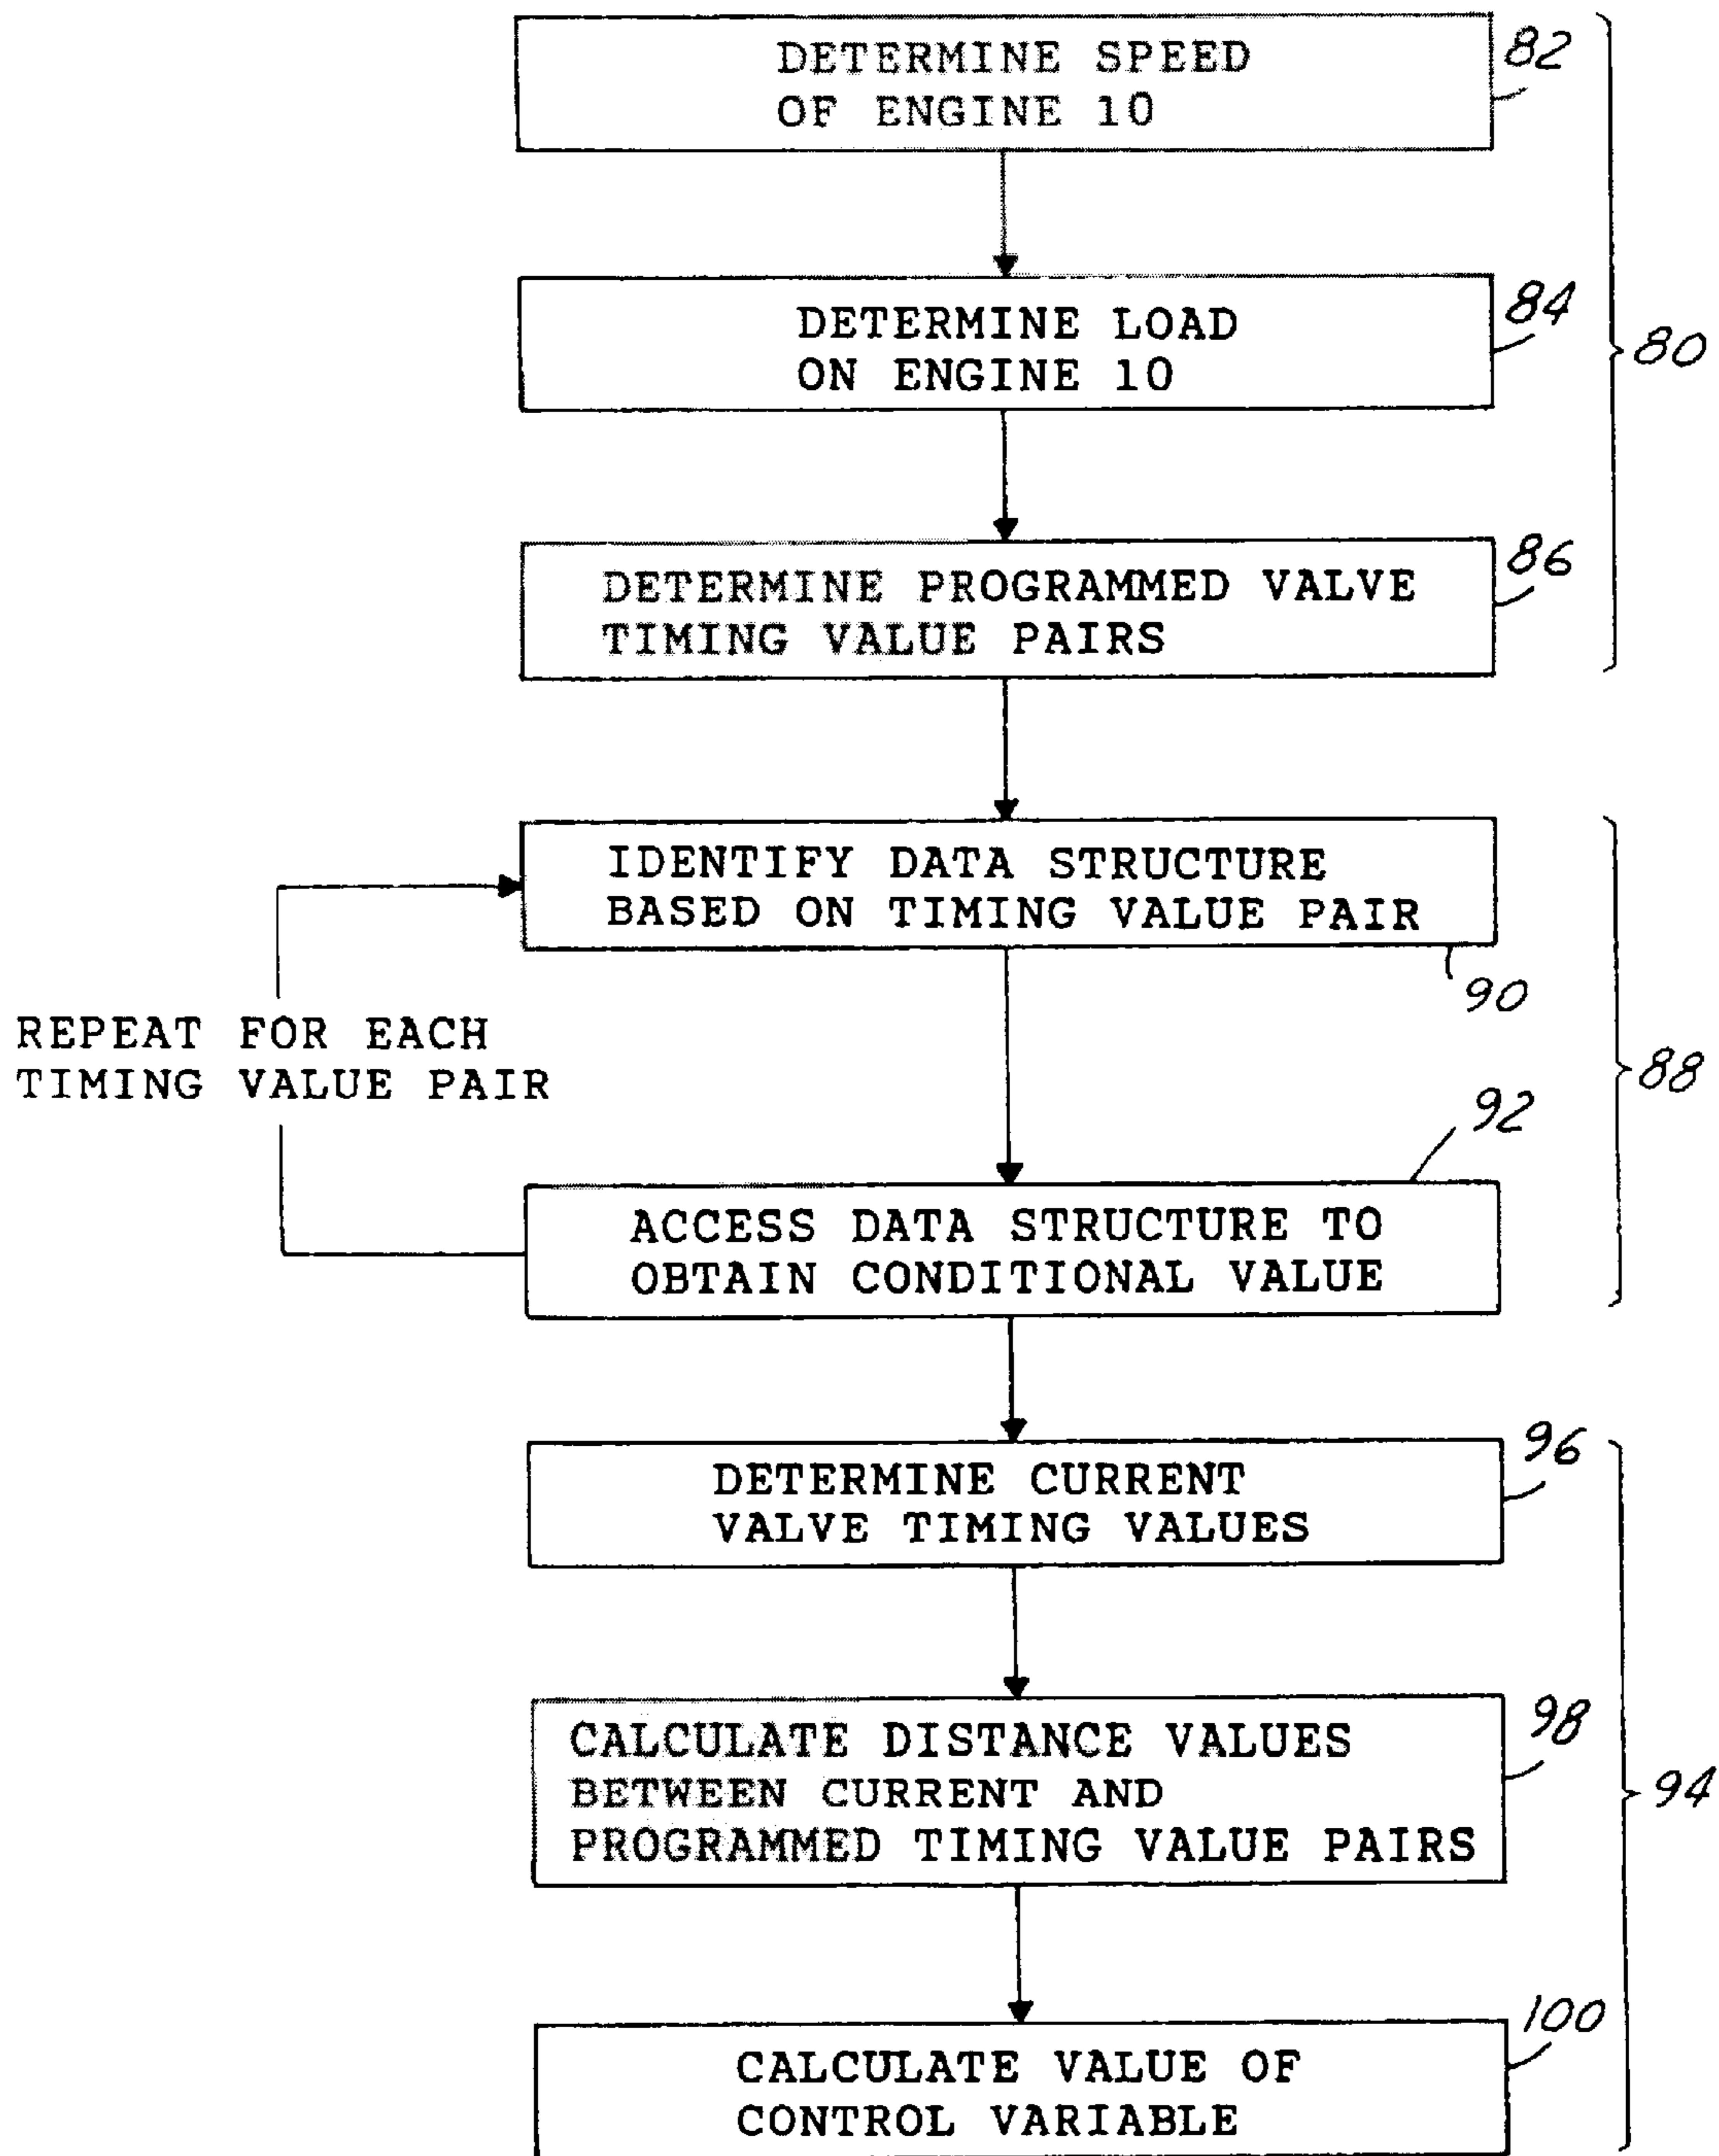 DETERMINE SPEED
OF ENGINE 10
82
DETERMINE LOAD
ON ENGINE 10
84
80
DETERMINE PROGRAMMED VALVE
TIMING VALUE PAIRS
86
IDENTIFY DATA STRUCTURE
BASED ON TIMING VALUE PAIR
90
REPEAT FOR EACH
TIMING VALUE PAIR
88
92
ACCESS DATA STRUCTURE TO
OBTAIN CONDITIONAL VALUE
DETERMINE CURRENT
VALVE TIMING VALUES
96
CALCULATE DISTANCE VALUES
BETWEEN CURRENT AND
PROGRAMMED TIMING VALUE PAIRS
98
94
CALCULATE VALUE OF
CONTROL VARIABLE
100